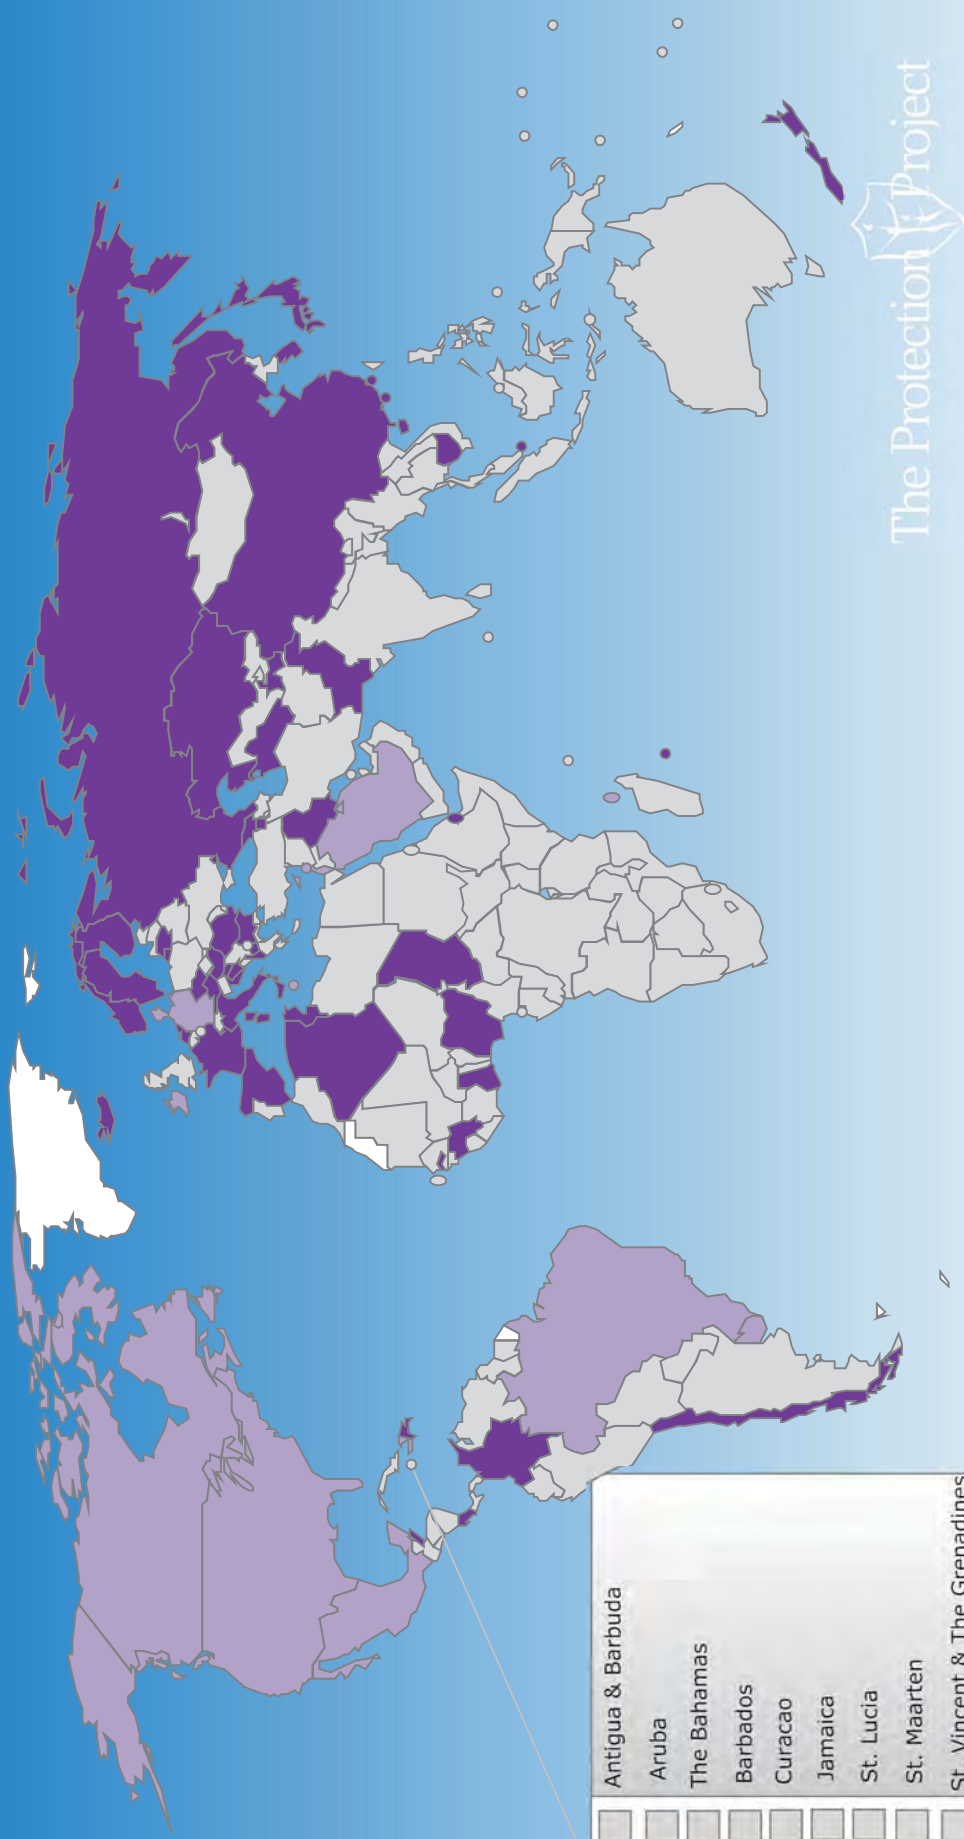 The Protection Project
Antigua & Barbuda
Aruba
The Bahamas
Barbados
Curacao
Jamaica
St. Lucia
St. Maarten
St. Vincent & The Grenadines